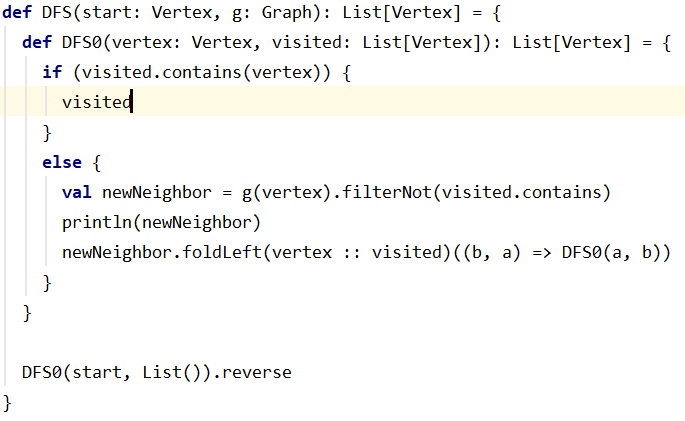 def DFS(start: Vertex, g: Graph): List[Vertex] = {
  def DFS0(vertex: Vertex, visited: List[Vertex]): List[Vertex] = {
    if (visited.contains(vertex)) {
      visited
    }
    else {
      val newNeighbor = g(vertex).filterNot(visited.contains)
      println(newNeighbor)
      newNeighbor.foldLeft(vertex :: visited)((b, a) => DFS0(a, b))
    }
  }

  DFS0(start, List()).reverse
}